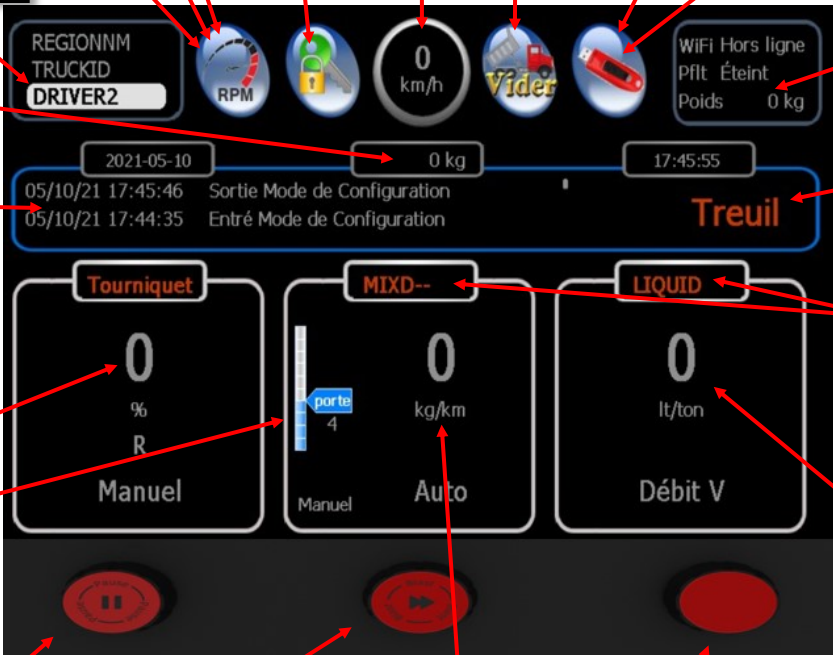 REGIONNM
TRUCKID
DRIVER2
RPM
0
km/h
Vider
WiFi Hors ligne
Pflt Éteint
Poids 0 kg
2021-05-10
0 kg
17:45:55
05/10/21 17:45:46 Sortie Mode de Configuration
05/10/21 17:44:35 Entré Mode de Configuration
Treuil
Tourniquet
MIXD--
LIQUID
0
%
R
Manuel
porte
4
Manuel
0
kg/km
Auto
0
lt/ton
Débit V
Pause
Pause